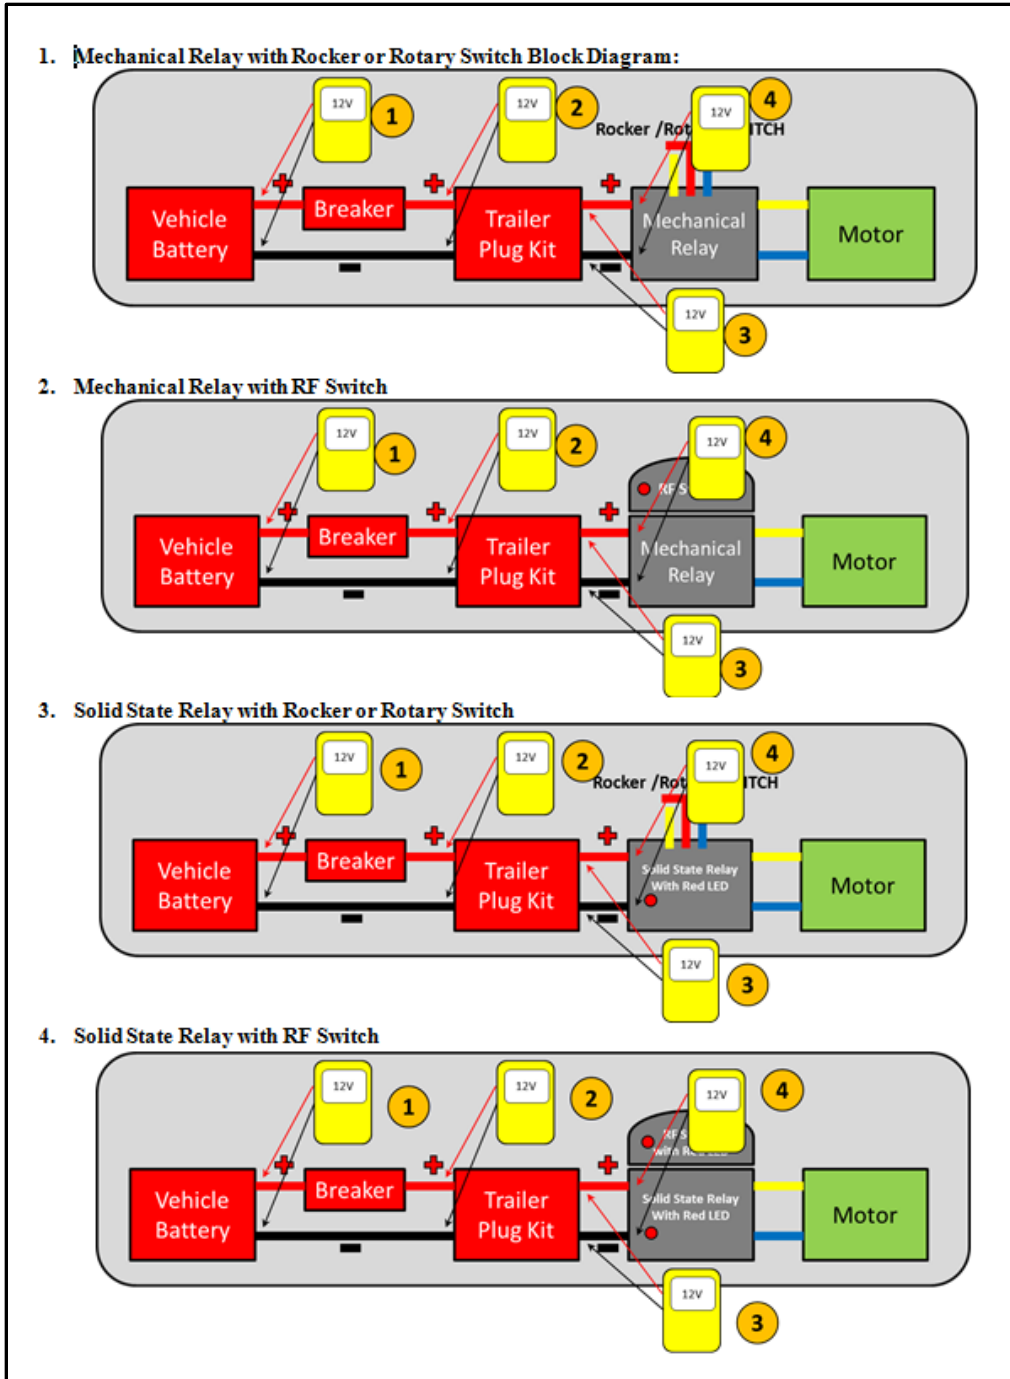 1. Mechanical Relay with Rocker or Rotary Switch Block Diagram:
12V
1
12V
2
12V
4
Rocker /Rot ITCH
Vehicle
Battery
Breaker
Trailer
Plug Kit
Mechanical
Relay
Motor
12V
3
2. Mechanical Relay with RF Switch
12V
1
12V
2
12V
4
RF S
Vehicle
Battery
Breaker
Trailer
Plug Kit
Mechanical
Relay
Motor
12V
3
3. Solid State Relay with Rocker or Rotary Switch
12V
1
12V
2
12V
4
Rocker /Rot ITCH
Vehicle
Battery
Breaker
Trailer
Plug Kit
Solid State Relay
With Red LED
Motor
12V
3
4. Solid State Relay with RF Switch
12V
1
12V
2
12V
4
RF S
with Red LED
Vehicle
Battery
Breaker
Trailer
Plug Kit
Solid State Relay
With Red LED
Motor
12V
3